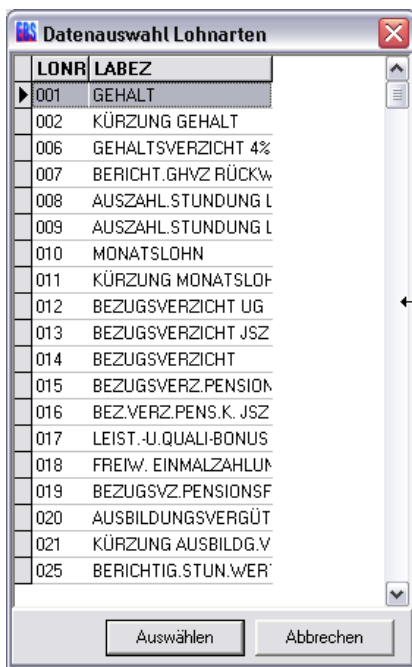 EBS Datenauswahl Lohnarten
LONR LABEZ
001 GEHALT
002 KÜRZUNG GEHALT
006 GEHALTSVERZICHT 4%
007 BERICHT.GHVZ RÜCKW
008 AUSZAHL.STUNDUNG L
009 AUSZAHL.STUNDUNG L
010 MONATSLOHN
011 KÜRZUNG MONATSLOH
012 BEZUGSVERZICHT UG
013 BEZUGSVERZICHT JSZ
014 BEZUGSVERZICHT
015 BEZUGSVERZ.PENSION
016 BEZ.VERZ.PENS.K. JSZ
017 LEIST.-U.QUALI-BONUS
018 FREIW. EINMALZAHLUN
019 BEZUGSVZ.PENSIONSF
020 AUSBILDUNGSVERGÜT
021 KÜRZUNG AUSBILDG.V
025 BERICHTIG.STUN.WERT
Auswählen Abbrechen